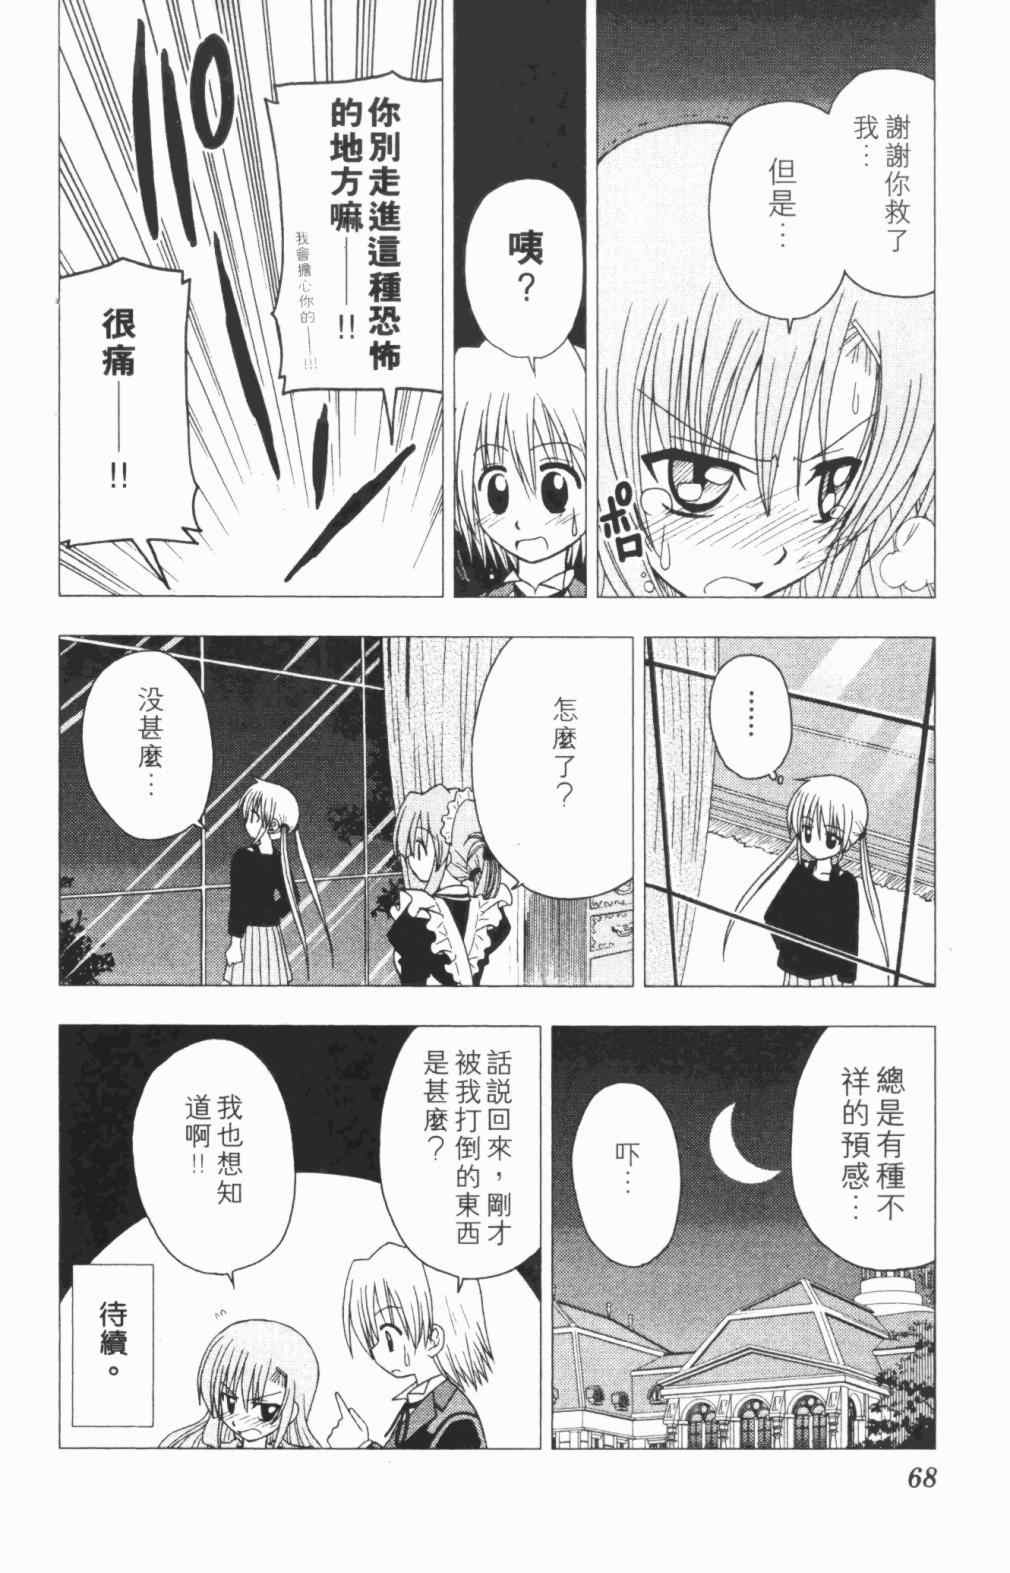 謝謝你救了
我…
但是…
ポロ
咦?
你別走進這種恐怖
的地方嘛——!!
我會擔心你的——!!!
很痛——!!
……
怎麼了?
没甚麼…
總是有種不
祥的預感…
吓…
話説回來，剛才
被我打倒的東西
是甚麼?
我也想知
道啊!!
待續。
68